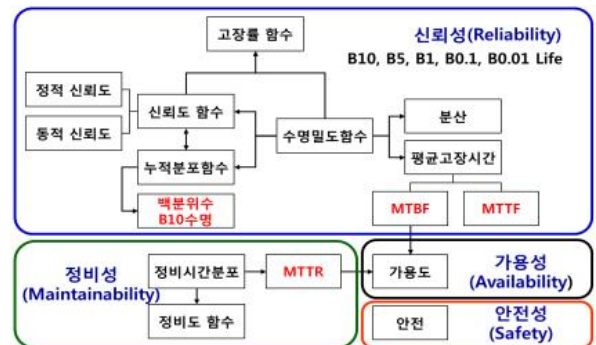 고장률 함수
신뢰성(Reliability)
B10, B5, B1, B0.1, B0.01 Life
정적 신뢰도
신뢰도 함수
분산
동적 신뢰도
수명밀도함수
평균고장시간
누적분포함수
백분위수
B10수명
MTBF
MTTF
정비성
(Maintainability)
정비시간분포
MTTR
가용도
가용성
(Availability)
정비도 함수
안전
안전성
(Safety)